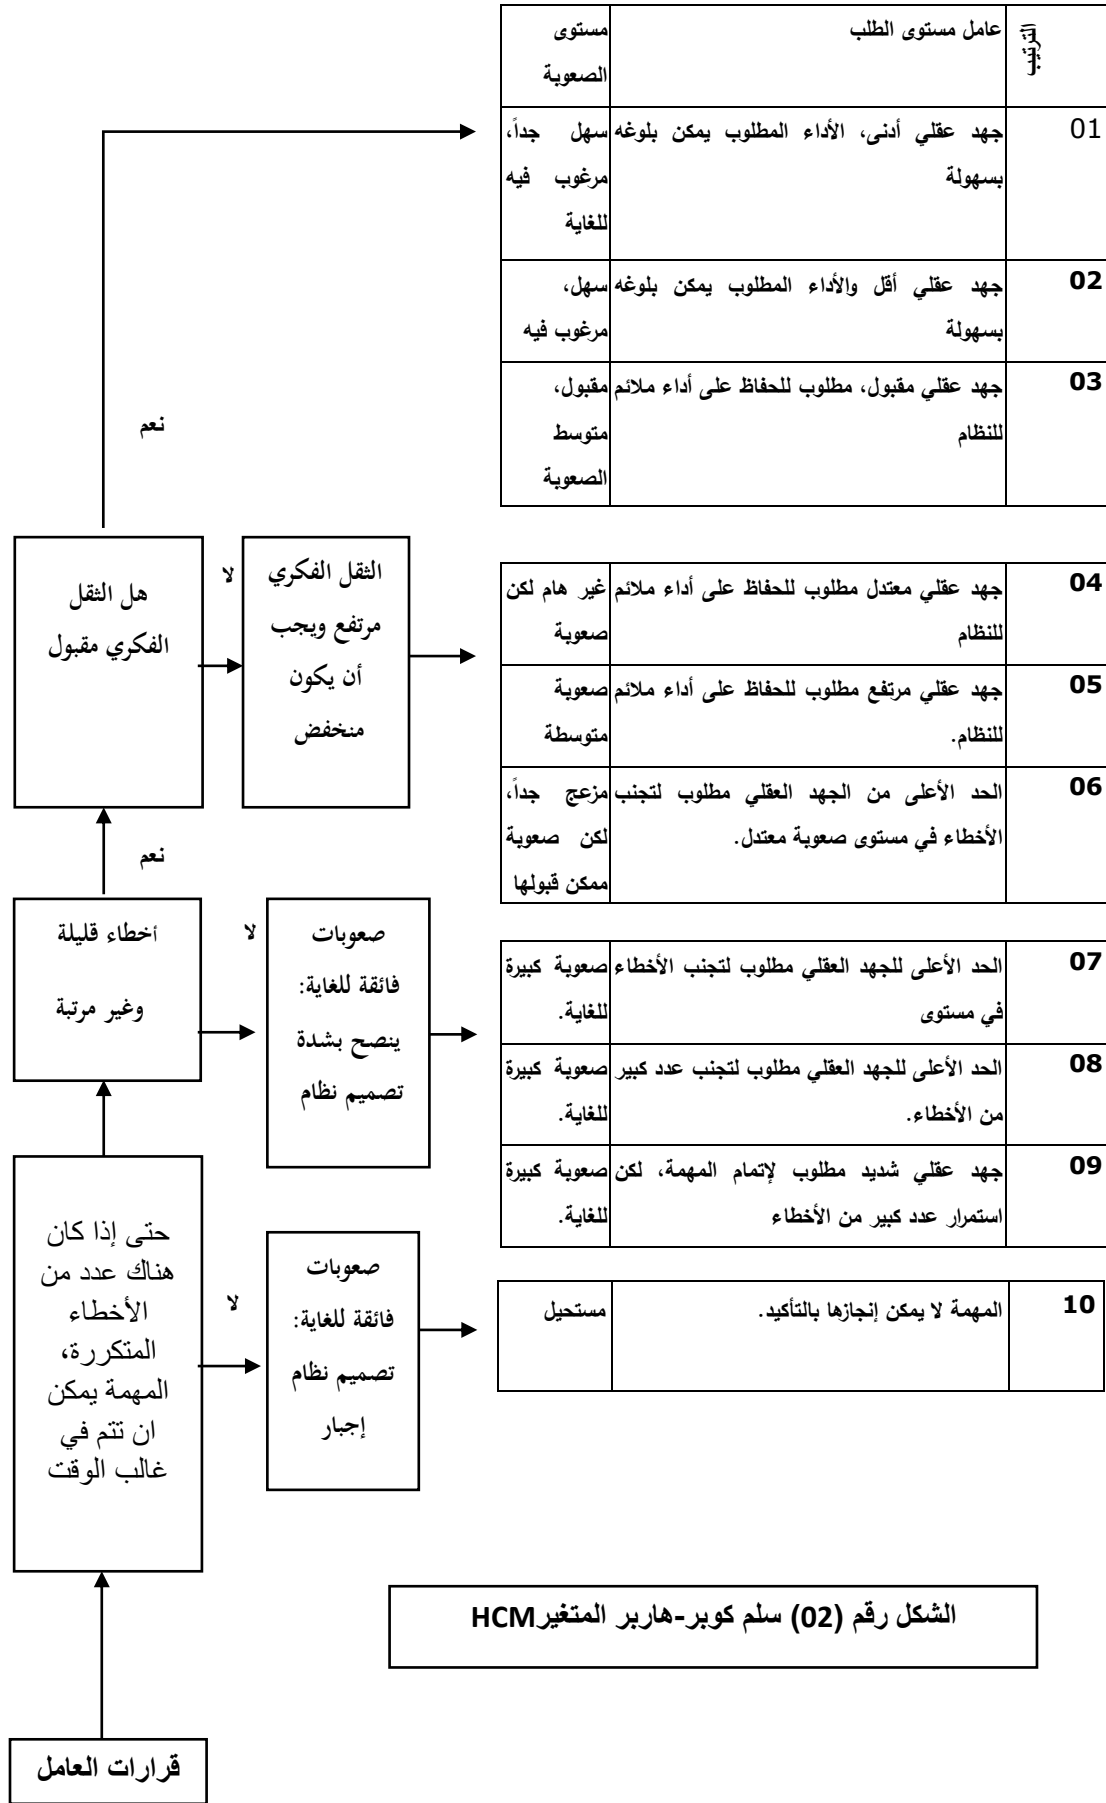 الترتيب
عامل مستوى الطلب
مستوى
الصعوبة
01
جهد عقلي أدنى، الأداء المطلوب يمكن بلوغه
بسهولة
سهل جداً،
مرغوب فيه
للغاية
02
جهد عقلي أقل والأداء المطلوب يمكن بلوغه
بسهولة
سهل،
مرغوب فيه
03
جهد عقلي مقبول، مطلوب للحفاظ على أداء ملائم
للنظام
مقبول،
متوسط
الصعوبة
نعم
04
جهد عقلي معتدل مطلوب للحفاظ على أداء ملائم
للنظام
غير هام لكن
صعوبة
05
جهد عقلي مرتفع مطلوب للحفاظ على أداء ملائم
للنظام.
صعوبة
متوسطة
06
الحد الأعلى من الجهد العقلي مطلوب لتجنب
الأخطاء في مستوى صعوبة معتدل.
مزعج جداً،
لكن صعوبة
ممكن قبولها
الثقل الفكري
مرتفع ويجب
أن يكون
منخفض
لا
هل الثقل
الفكري مقبول
نعم
07
الحد الأعلى للجهد العقلي مطلوب لتجنب الأخطاء
في مستوى
صعوبة كبيرة
للغاية.
08
الحد الأعلى للجهد العقلي مطلوب لتجنب عدد كبير
من الأخطاء.
صعوبة كبيرة
للغاية.
09
جهد عقلي شديد مطلوب لإتمام المهمة، لكن
استمرار عدد كبير من الأخطاء
صعوبة كبيرة
للغاية.
صعوبات
فائقة للغاية:
ينصح بشدة
تصميم نظام
لا
أخطاء قليلة
وغير مرتبة
10
المهمة لا يمكن إنجازها بالتأكيد.
مستحيل
صعوبات
فائقة للغاية:
تصميم نظام
إجبار
لا
حتى إذا كان
هناك عدد من
الأخطاء
المتكررة،
المهمة يمكن
ان تتم في
غالب الوقت
الشكل رقم (02) سلم كوبر-هاربر المتغيرHCM
قرارات العامل